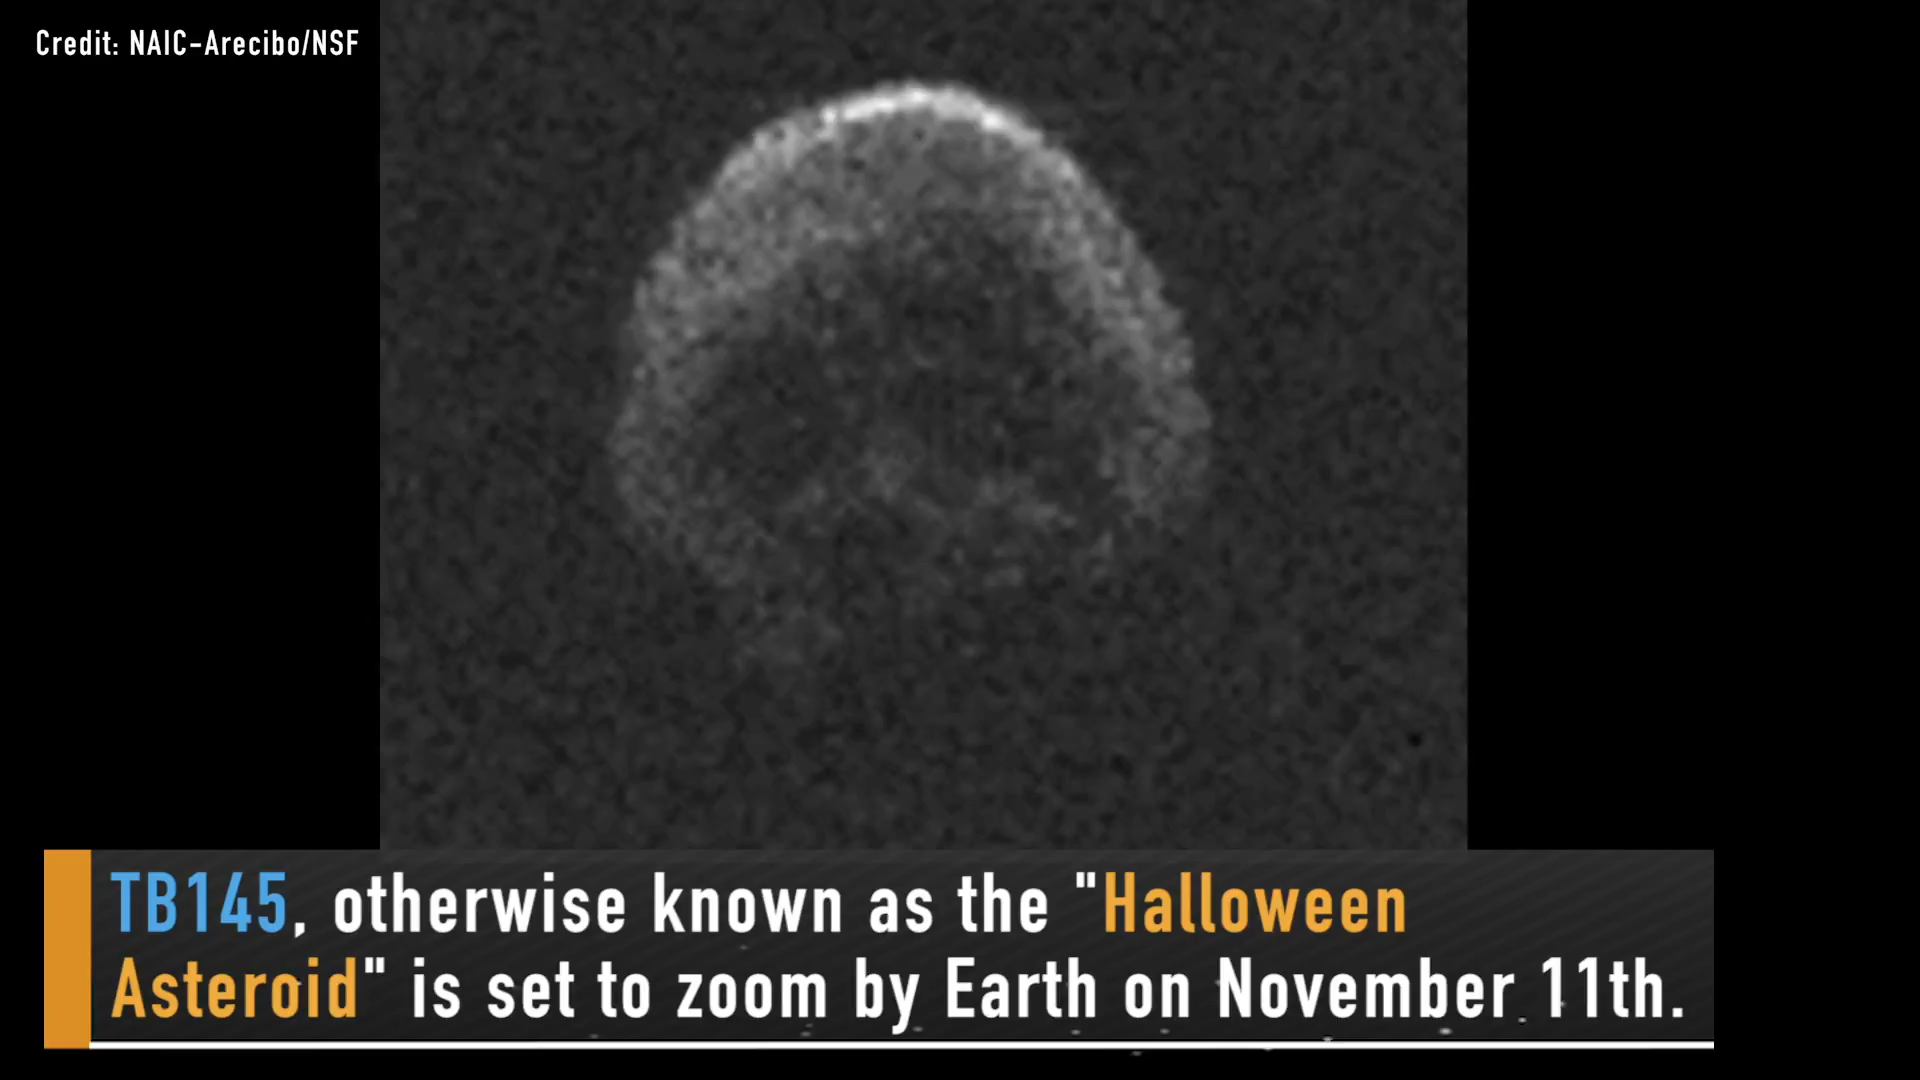 Credit: NAIC-Arecibo/NSF
TB145, otherwise known as the "Halloween
Asteroid" is set to zoom by Earth on November 11th.